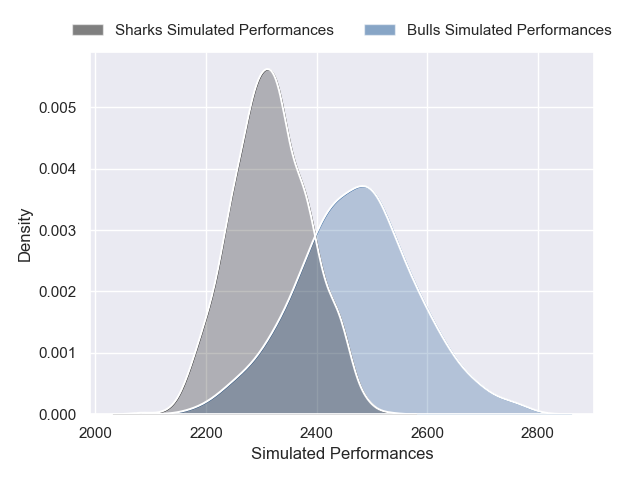 Sharks Simulated Performances
Bulls Simulated Performances
0.005
0.004
0.003
0.002
0.001
0.000
Density
2000 2200 2400 2600 2800
Simulated Performances